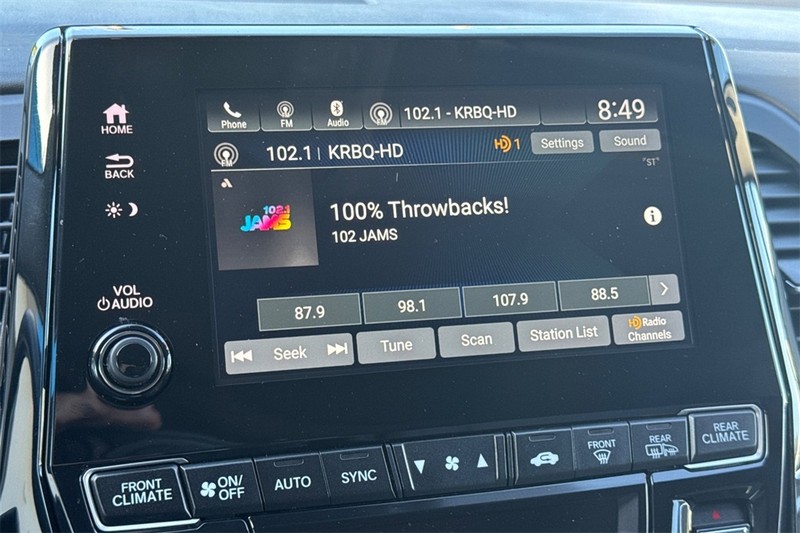 HOME
BACK
VOL
AUDIO
Phone
FM
Audio
FM
102.1 - KRBQ-HD
8:49
FM
102.1 | KRBQ-HD
HD 1
Settings
Sound
"ST"
102.1
JAMS
100% Throwbacks!
102 JAMS
i
87.9
98.1
107.9
88.5
Seek
Tune
Scan
Station List
HD Radio
Channels
FRONT
CLIMATE
ON/
OFF
AUTO
SYNC
FRONT
REAR
REAR
CLIMATE